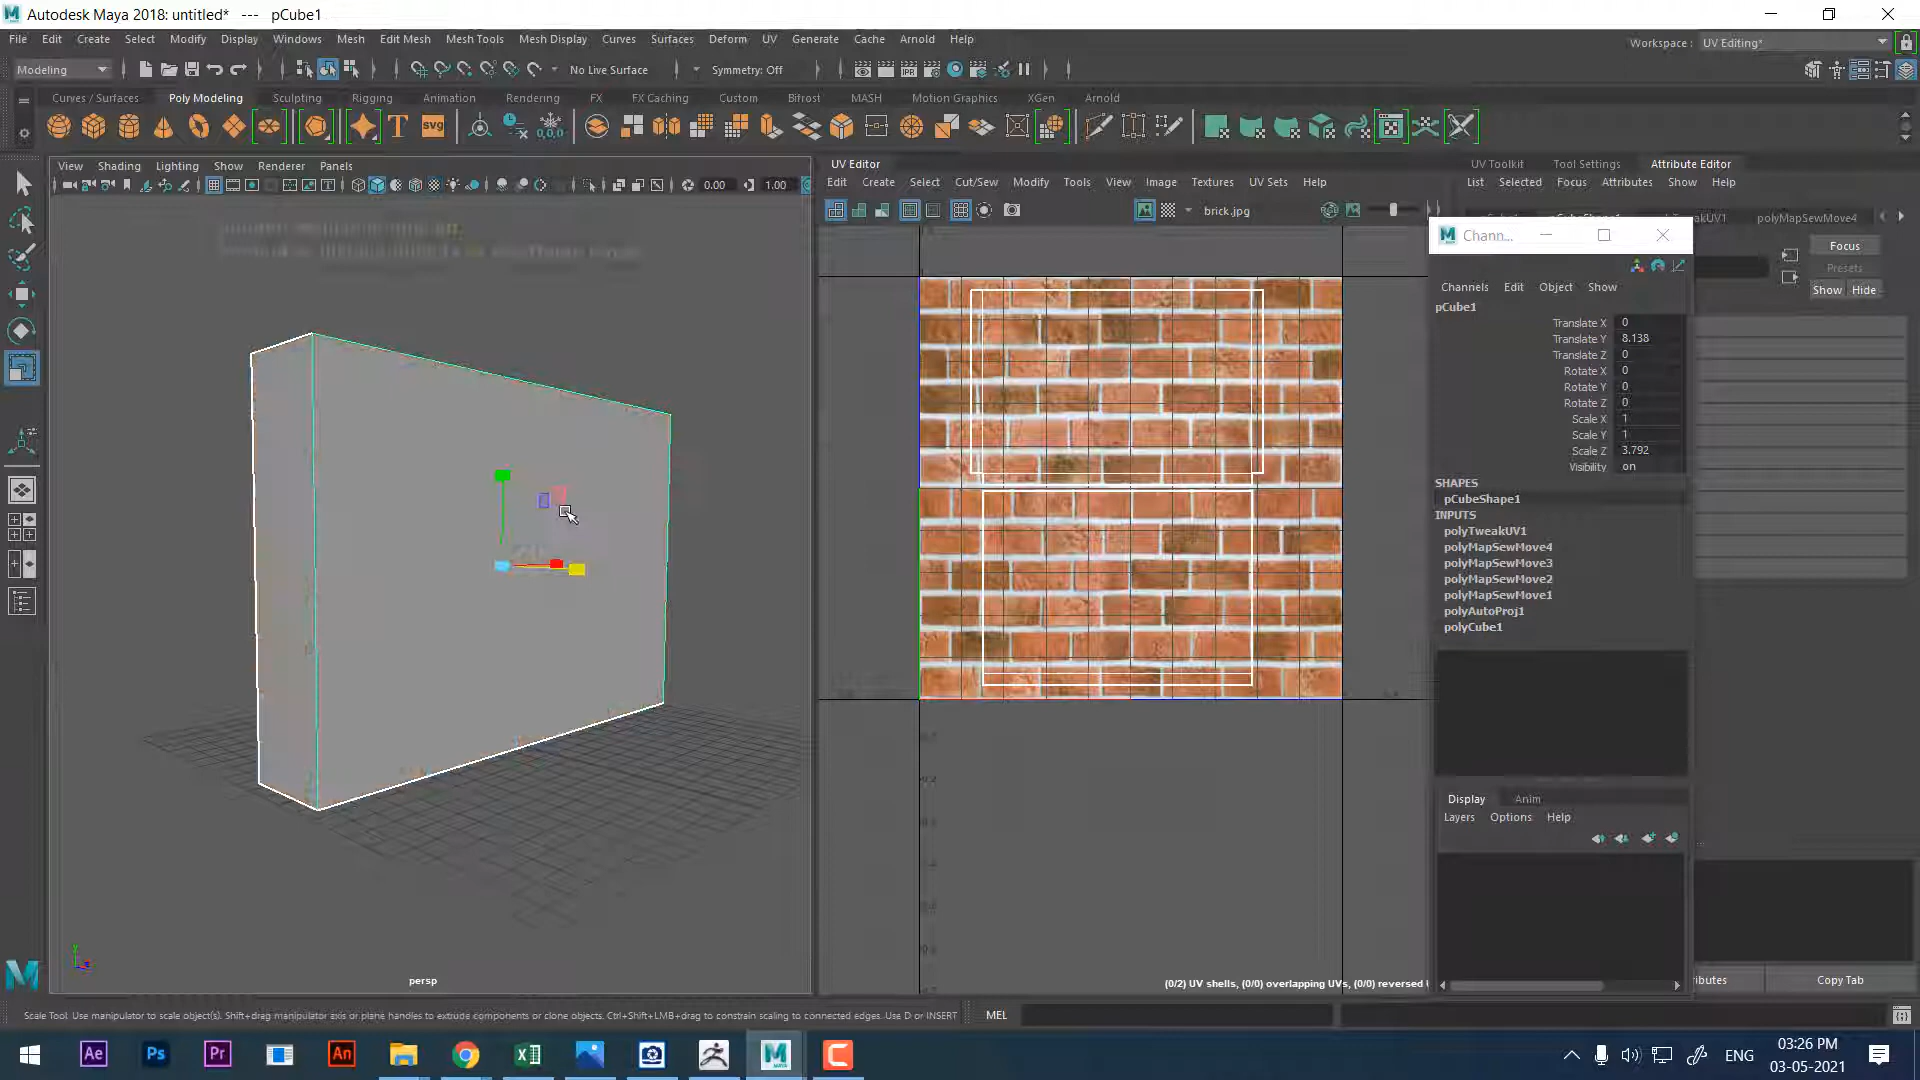 Autodesk Maya 2018: untitled*   ---   pCube1
File Edit Create Select Modify Display Windows Mesh Edit Mesh Mesh Tools Mesh Display Curves Surfaces Deform UV Generate Cache Arnold Help
Workspace : UV Editing*
Modeling No Live Surface Symmetry: Off
Curves / Surfaces Poly Modeling Sculpting Rigging Animation Rendering FX FX Caching Custom Bifrost MASH Motion Graphics XGen Arnold
T SVG 0,0,0
View Shading Lighting Show Renderer Panels
0.00 1.00
UV Editor
Edit Create Select Cut/Sew Modify Tools View Image Textures UV Sets Help
brick.jpg
UV Toolkit Tool Settings Attribute Editor
List Selected Focus Attributes Show Help
polyMapSewMove4
Focus
Presets
Show Hide
Chann...
Channels Edit Object Show
pCube1
Translate X 0
Translate Y 8.138
Translate Z 0
Rotate X 0
Rotate Y 0
Rotate Z 0
Scale X 1
Scale Y 1
Scale Z 3.792
Visibility on
SHAPES
pCubeShape1
INPUTS
polyTweakUV1
polyMapSewMove4
polyMapSewMove3
polyMapSewMove2
polyMapSewMove1
polyAutoProj1
polyCube1
Display Anim
Layers Options Help
Copy Tab
persp
(0/2) UV shells, (0/0) overlapping UVs, (0/0) reversed
Scale Tool. Use manipulator to scale object(s). Shift+drag manipulator axis or plane handles to extrude components or clone objects. Ctrl+Shift+LMB+drag to constrain scaling to connected edges. Use D or INSERT
MEL
Ae Ps Pr An
ENG
03:26 PM
03-05-2021